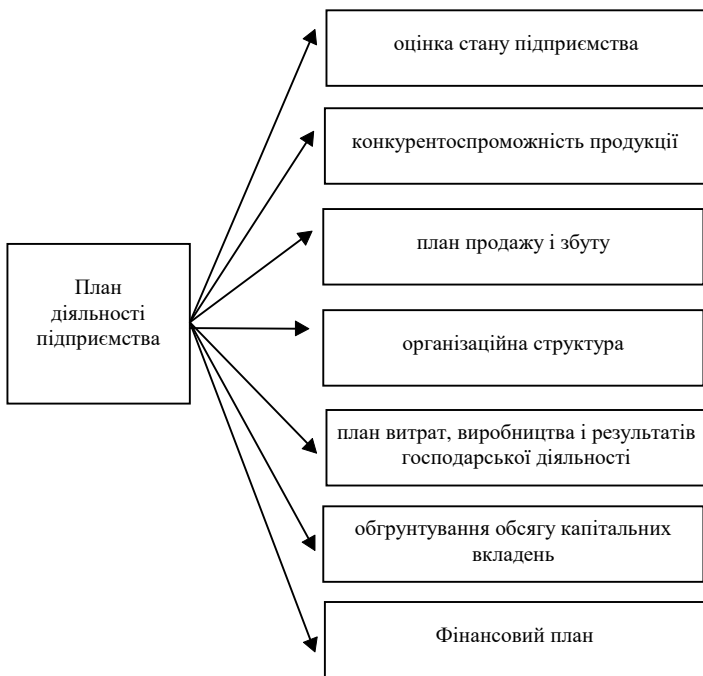 оцінка стану підприємства
конкурентоспроможність продукції
план продажу і збуту
План
діяльності
підприємства
організаційна структура
план витрат, виробництва і результатів
господарської діяльності
обгрунтування обсягу капітальних
вкладень
Фінансовий план